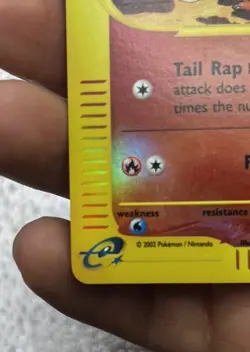 Tail Rap
attack does
times the nu
weakness
resistance
© 2002 Pokémon / Nintendo